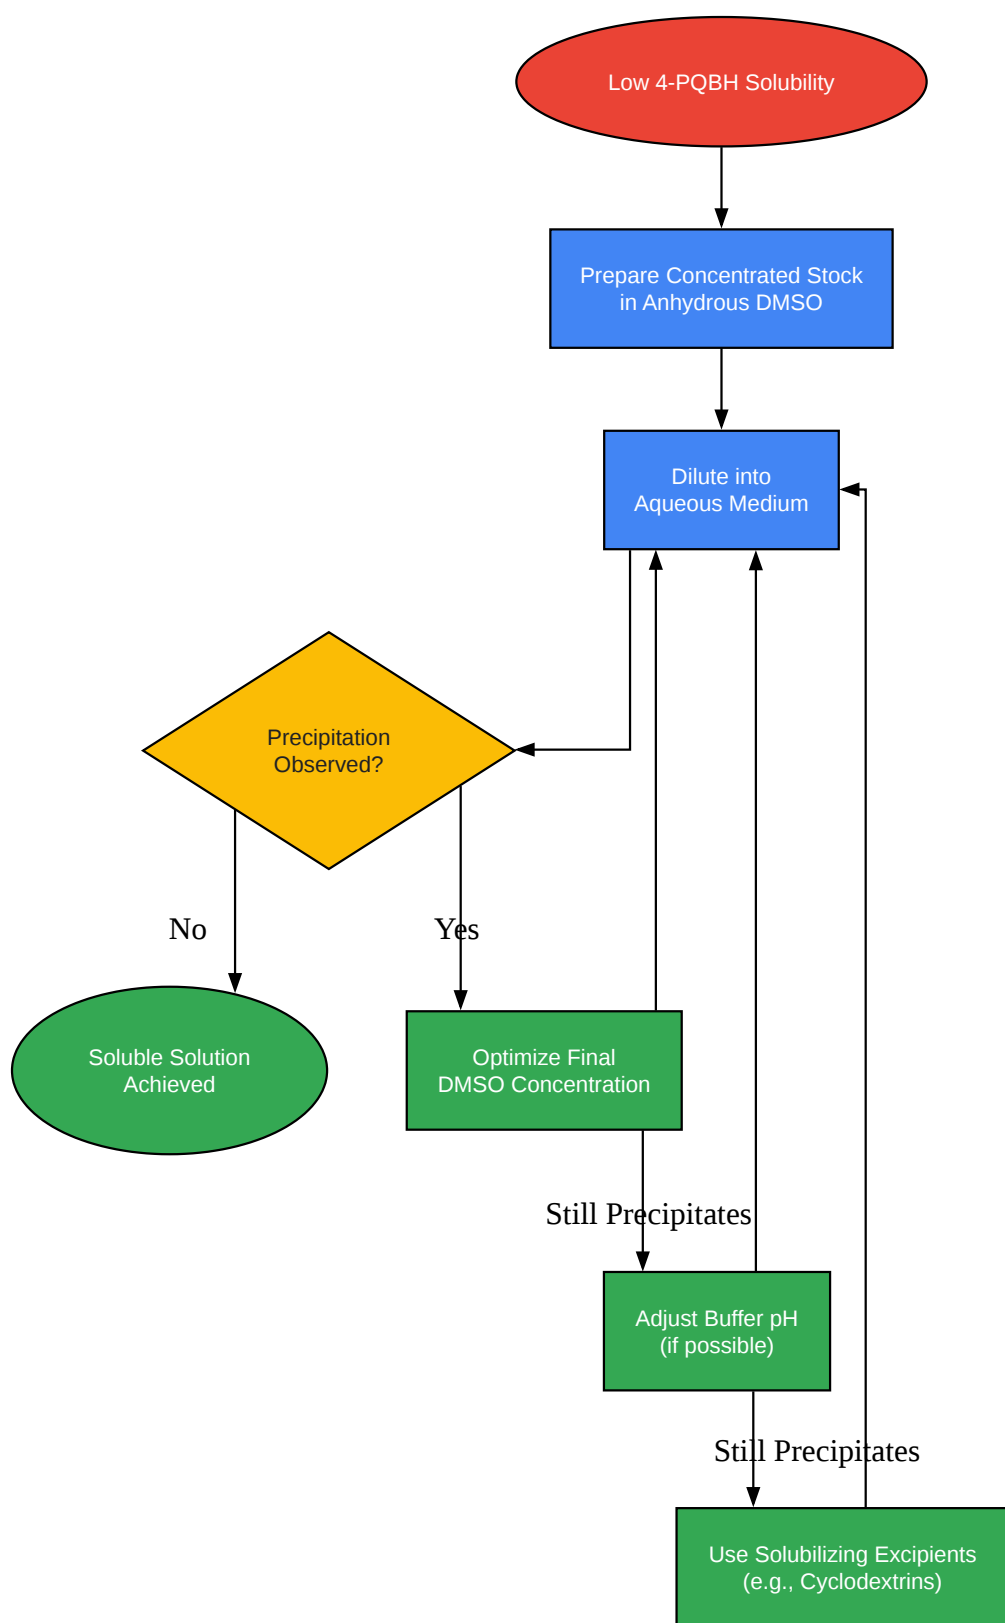 Low 4-PQBH Solubility
Prepare Concentrated Stock
in Anhydrous DMSO
Dilute into
Aqueous Medium
Precipitation
Observed?
No
Yes
Soluble Solution
Achieved
Optimize Final
DMSO Concentration
Still Precipitates
Adjust Buffer pH
(if possible)
Still Precipitates
Use Solubilizing Excipients
(e.g., Cyclodextrins)